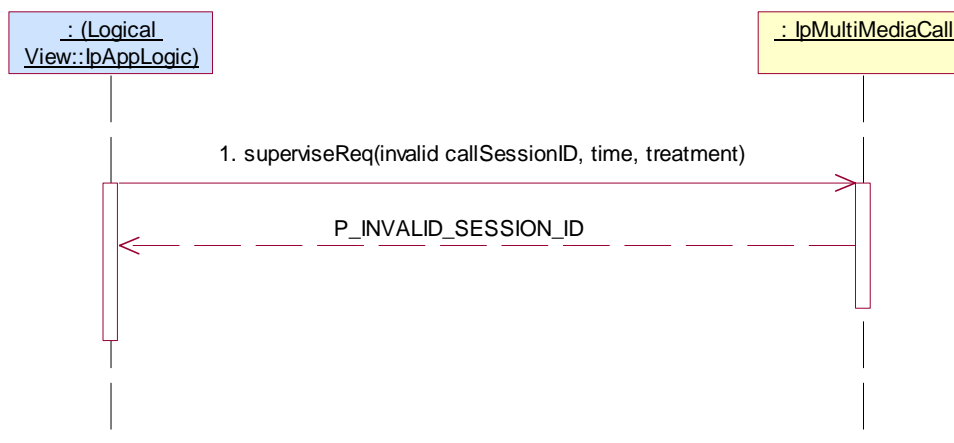 : (Logical
View::IpAppLogic)
: IpMultiMediaCall
1. superviseReq(invalid callSessionID, time, treatment)
P_INVALID_SESSION_ID